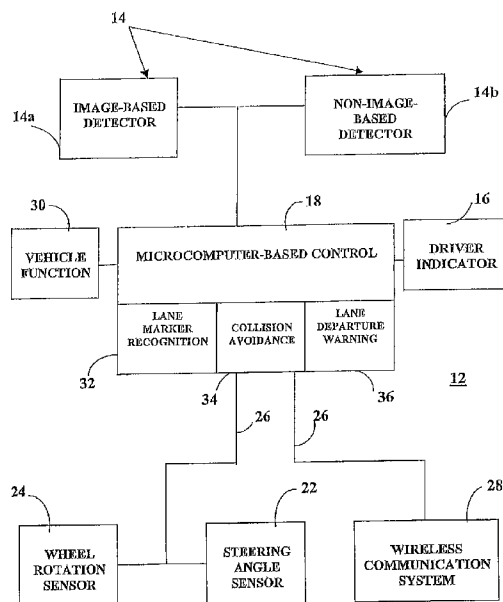 14
IMAGE-BASED
DETECTOR
14a
NON-IMAGE-
BASED
DETECTOR
14b
30
VEHICLE
FUNCTION
18
MICROCOMPUTER-BASED CONTROL
16
DRIVER
INDICATOR
LANE
MARKER
RECOGNITION
COLLISION
AVOIDANCE
LANE
DEPARTURE
WARNING
32
34
36
12
26
26
24
WHEEL
ROTATION
SENSOR
22
STEERING
ANGLE
SENSOR
28
WIRELESS
COMMUNICATION
SYSTEM